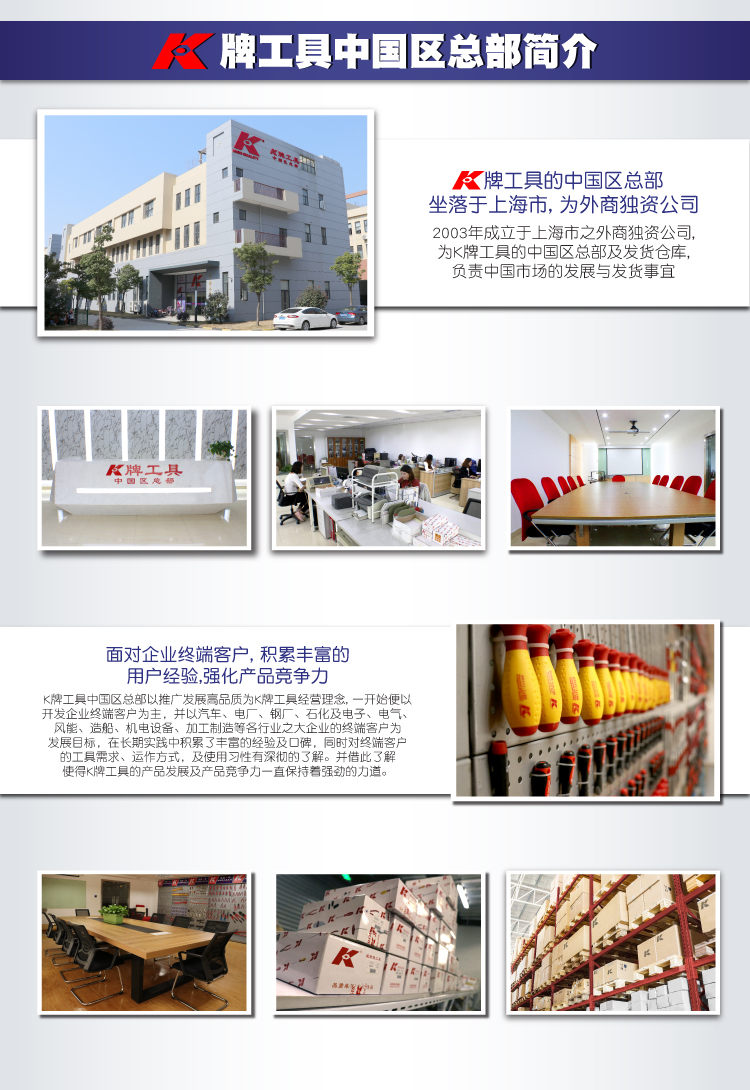 K 牌工具中国区总部简介
K牌工具
中国区总部
K牌工具的中国区总部
坐落于上海市, 为外商独资公司
2003年成立于上海市之外商独资公司,
为K牌工具的中国区总部及发货仓库,
负责中国市场的发展与发货事宜
K牌工具
中国区总部
面对企业终端客户, 积累丰富的
用户经验,强化产品竞争力
K牌工具中国区总部以推广发展高品质为K牌工具经营理念, 一开始便以
开发企业终端客户为主, 并以汽车、电厂、钢厂、石化及电子、电气、
风能、造船、机电设备、加工制造等各行业之大企业的终端客户为
发展目标, 在长期实践中积累了丰富的经验及口碑, 同时对终端客户
的工具需求、运作方式, 及使用习性有深彻的了解。并借此了解
使得K牌工具的产品发展及产品竞争力一直保持着强劲的力道。